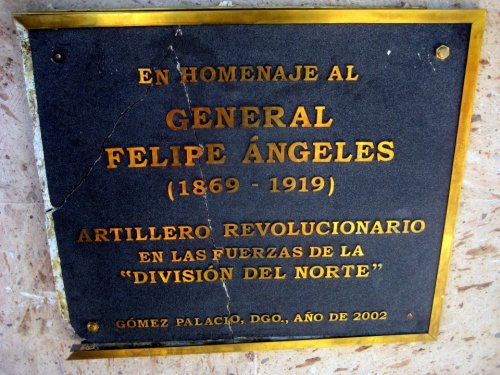 EN HOMENAJE AL
GENERAL
FELIPE ÁNGELES
(1869 - 1919)
ARTILLERO REVOLUCIONARIO
EN LAS FUERZAS DE LA
"DIVISIÓN DEL NORTE"
GÓMEZ PALACIO, DGO., AÑO DE 2002